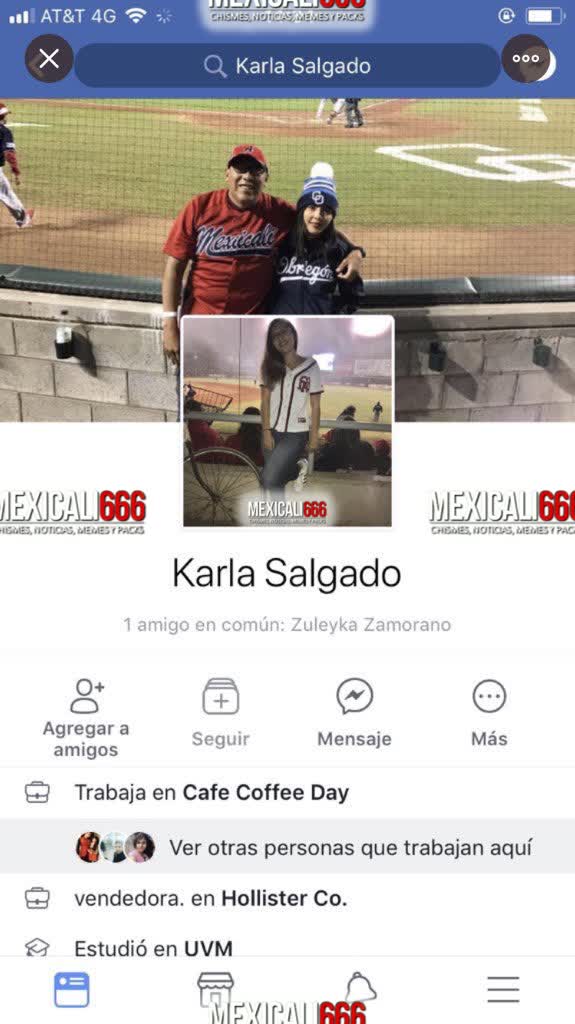 MEXICALI666
CHISMES, NOTICIAS, MEMES Y PACKS
AT&T 4G
Karla Salgado
Mexicali
Obregón
MEXICALI666
CHISMES, NOTICIAS, MEMES Y PACKS
MEXICALI666
CHISMES, NOTICIAS, MEMES Y PACKS
MEXICALI666
CHISMES, NOTICIAS, MEMES Y PACKS
Karla Salgado
1 amigo en común: Zuleyka Zamorano
Agregar a amigos
Seguir
Mensaje
Más
Trabaja en Cafe Coffee Day
Ver otras personas que trabajan aquí
vendedora. en Hollister Co.
Estudió en UVM
MEXICALI666